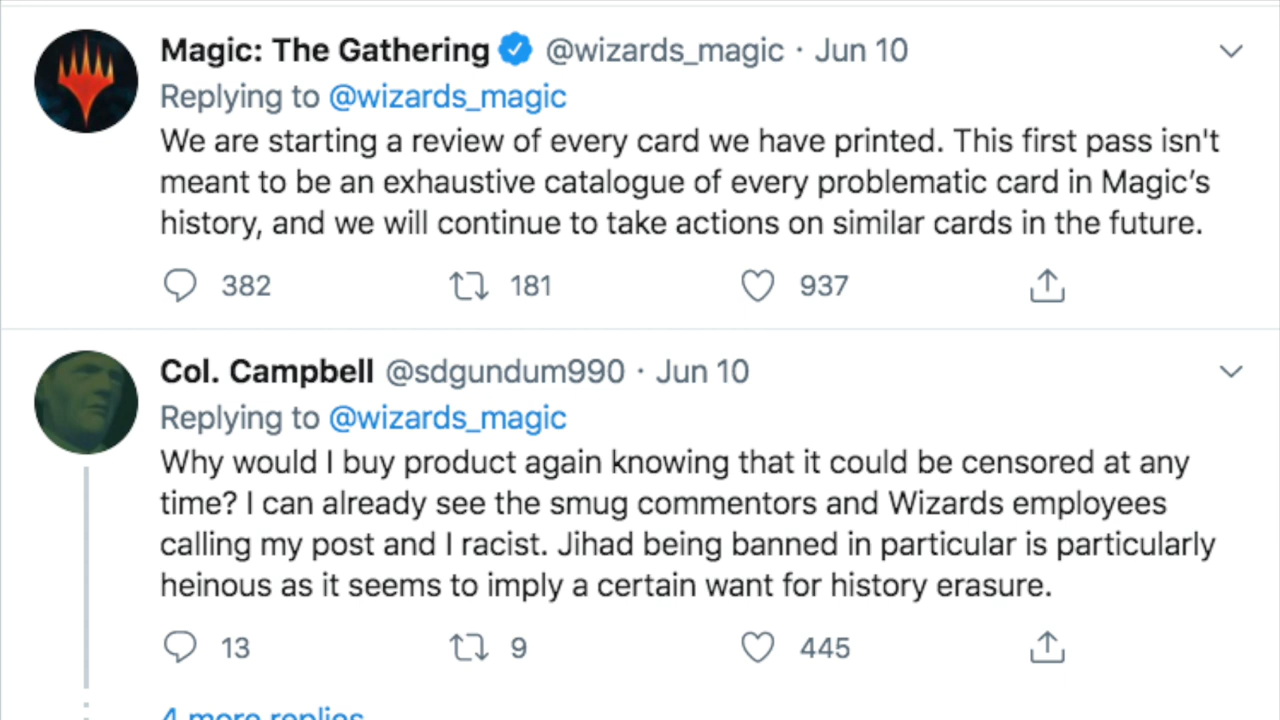 Magic: The Gathering @wizards_magic · Jun 10
Replying to @wizards_magic
We are starting a review of every card we have printed. This first pass isn't
meant to be an exhaustive catalogue of every problematic card in Magic’s
history, and we will continue to take actions on similar cards in the future.
382 181 937
Col. Campbell @sdgundum990 · Jun 10
Replying to @wizards_magic
Why would I buy product again knowing that it could be censored at any
time? I can already see the smug commentors and Wizards employees
calling my post and I racist. Jihad being banned in particular is particularly
heinous as it seems to imply a certain want for history erasure.
13 9 445
4 more replies